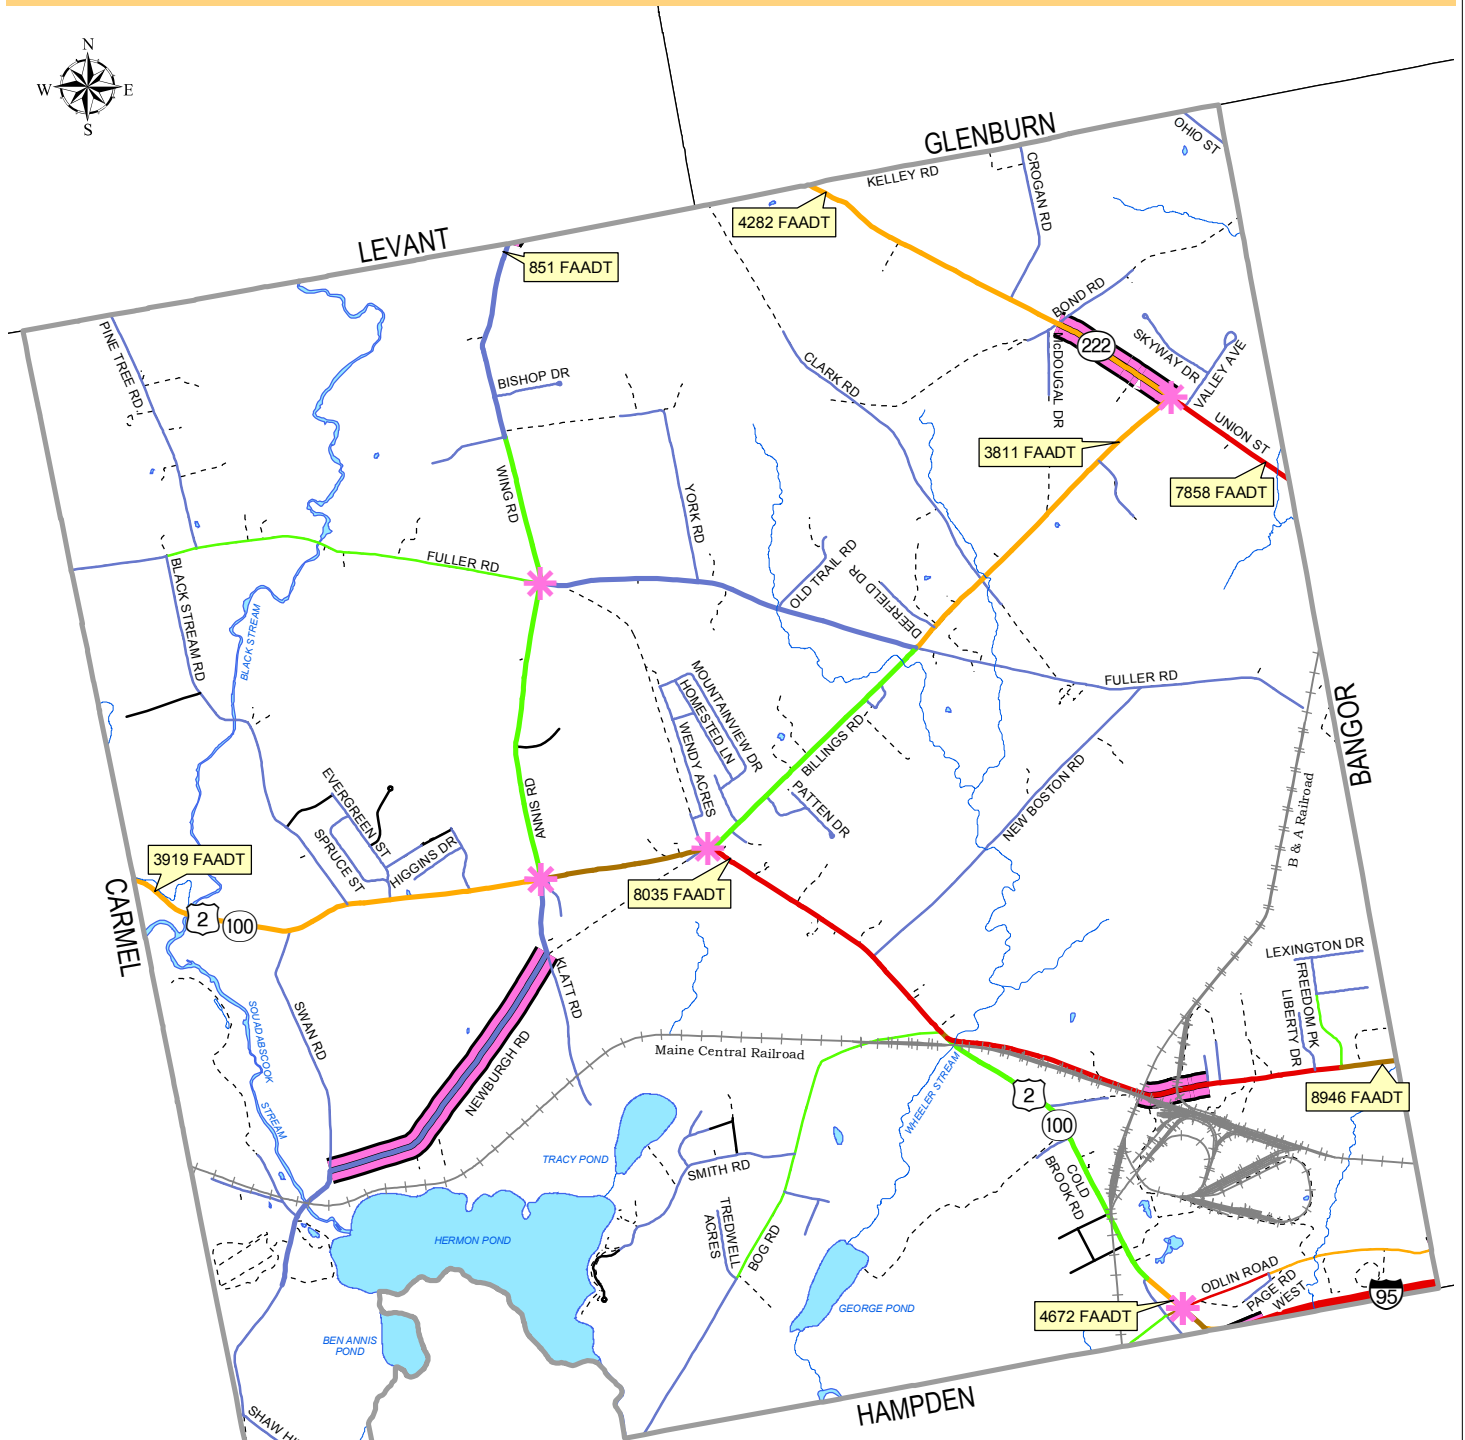 N
W
E
S
GLENBURN
OHIO ST
KELLEY RD
CROGAN RD
4282 FAADT
LEVANT
851 FAADT
BOND RD
PINE TREE RD
222
SKYWAY DR
McDOUGAL DR
VALLEY AVE
CLARK RD
BISHOP DR
UNION ST
3811 FAADT
7858 FAADT
WING RD
YORK RD
FULLER RD
OLD TRAIL RD
DEERFIELD DR
BLACK STREAM RD
BLACK STREAM
FULLER RD
MOUNTAINVIEW DR
HOMESTED LN
WENDY ACRES
BILLINGS RD
BANGOR
NEW BOSTON RD
PATTEN DR
ANNIS RD
B & A Railroad
EVERGREEN ST
SPRUCE ST
HIGGINS DR
3919 FAADT
8035 FAADT
CARMEL
2
100
LEXINGTON DR
FREEDOM PK
LIBERTY DR
KLATT RD
SWAN RD
SOUADABSCOOK
STREAM
NEWBURGH RD
Maine Central Railroad
WHEELER STREAM
2
100
8946 FAADT
TRACY POND
SMITH RD
COLD
BROOK RD
TREDWELL
ACRES
BOG RD
HERMON POND
ODLIN ROAD
PAGE RD
WEST
95
GEORGE POND
4672 FAADT
BEN ANNIS
POND
HAMPDEN